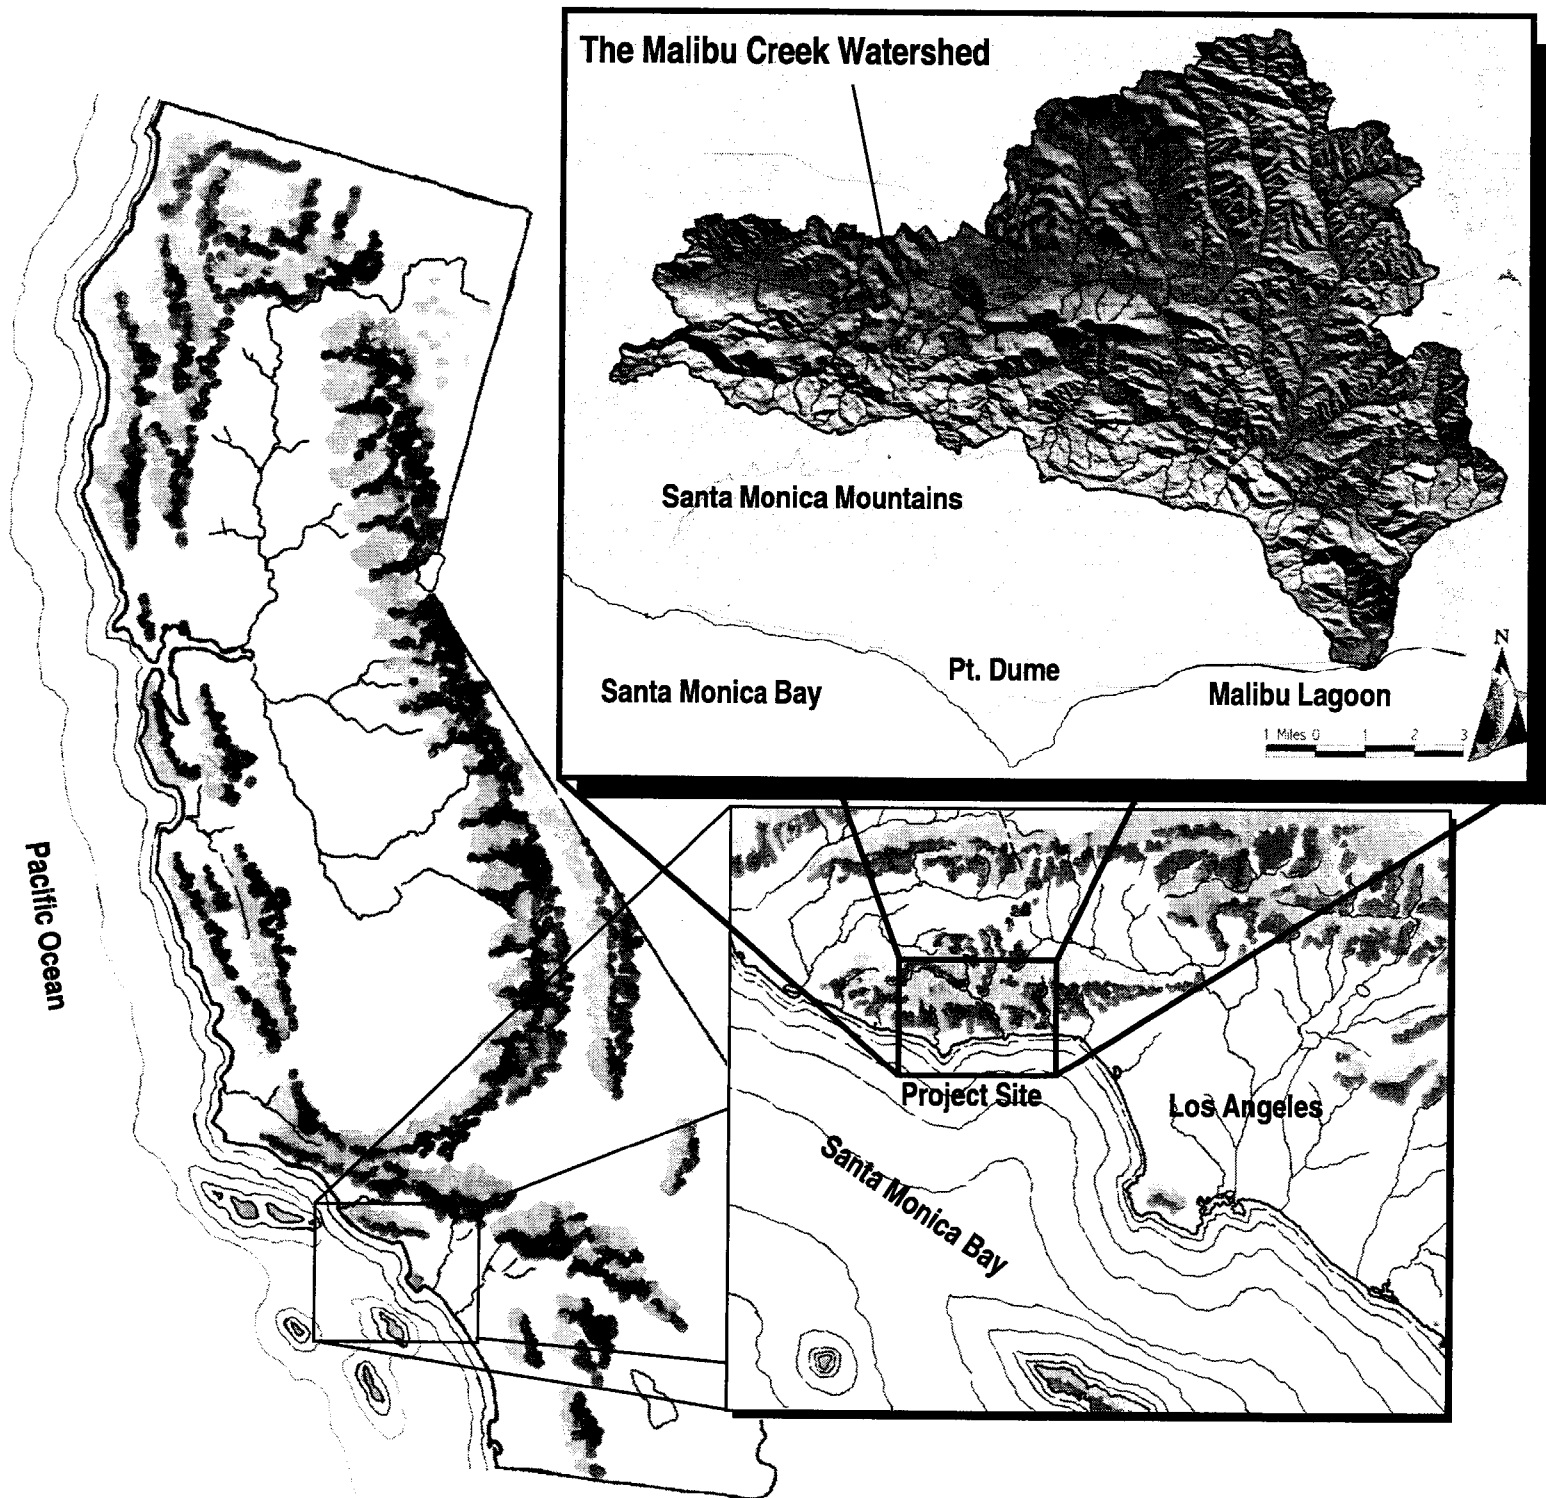 The Malibu Creek Watershed
Santa Monica Mountains
Pt. Dume
Santa Monica Bay
Malibu Lagoon
N
1 Miles 0 1 2 3
Pacific Ocean
Project Site
Los Angeles
Santa Monica Bay